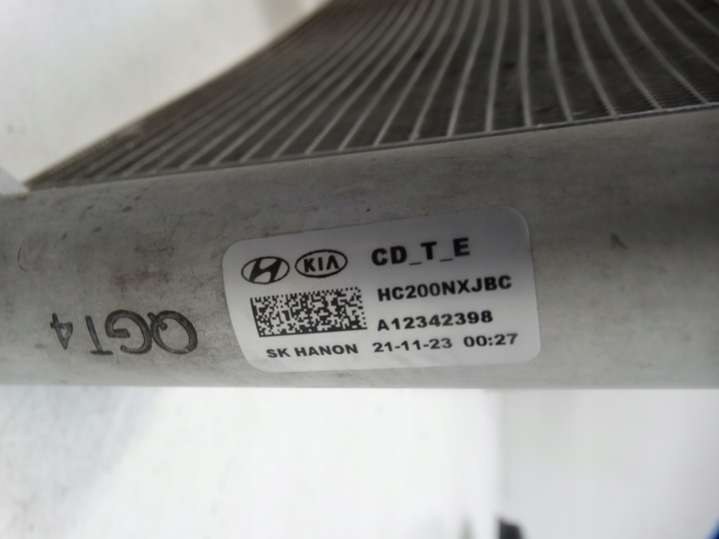 KIA
CD_T_E
HC200NXJBC
A12342398
SK HANON 21-11-23 00:27
QGT4